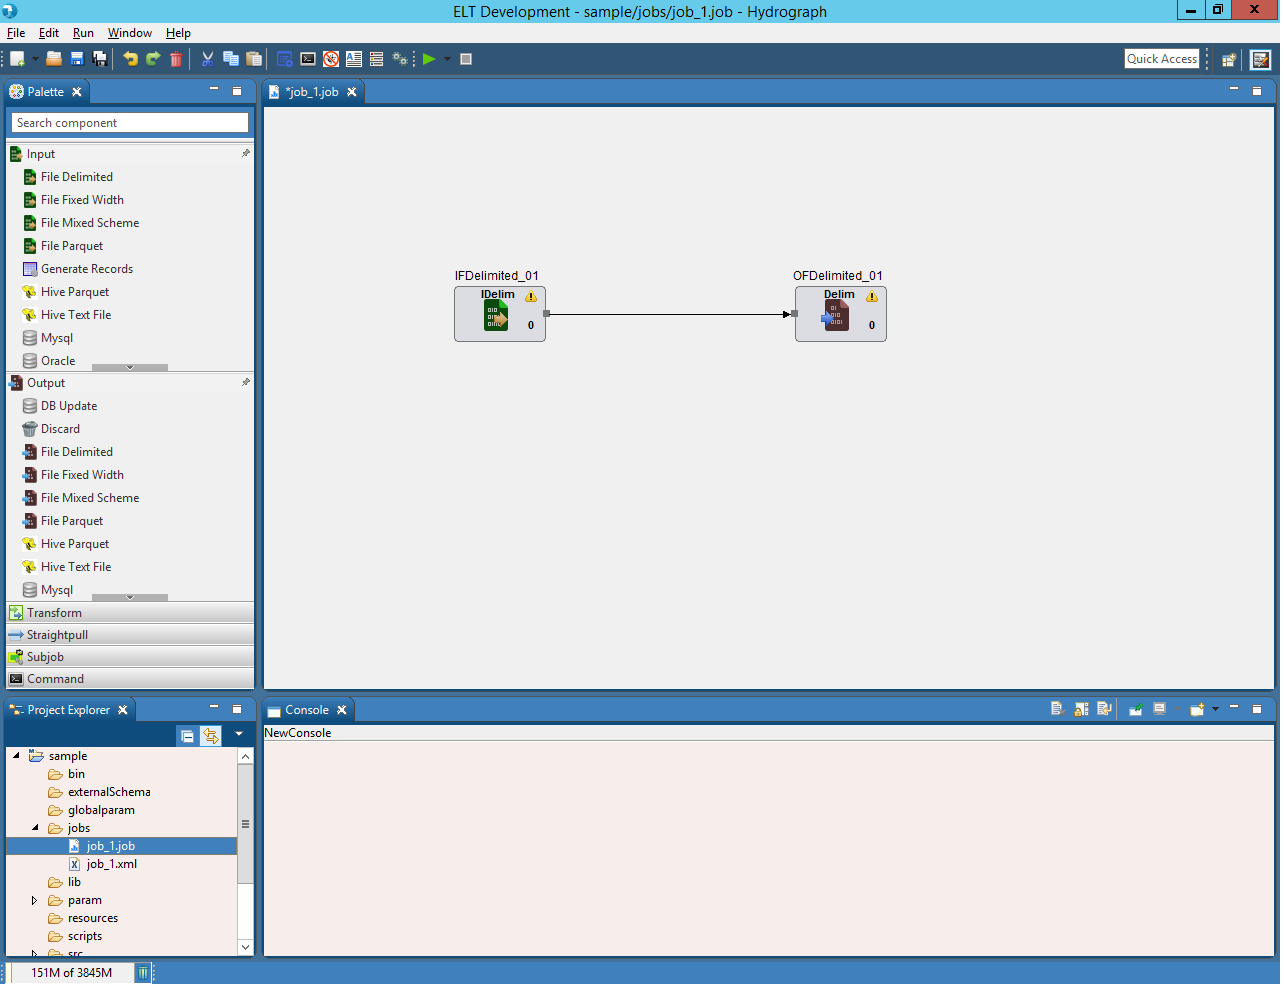 ELT Development - sample/jobs/job_1.job - Hydrograph
File Edit Run Window Help
Quick Access
Palette
Search component
Input
File Delimited
File Fixed Width
File Mixed Scheme
File Parquet
Generate Records
Hive Parquet
Hive Text File
Mysql
Oracle
Output
DB Update
Discard
File Delimited
File Fixed Width
File Mixed Scheme
File Parquet
Hive Parquet
Hive Text File
Mysql
Transform
Straightpull
Subjob
Command
*job_1.job
IFDelimited_01
IDelim
0
OFDelimited_01
Delim
0
Project Explorer
sample
bin
externalSchema
globalparam
jobs
job_1.job
job_1.xml
lib
param
resources
scripts
src
Console
NewConsole
151M of 3845M